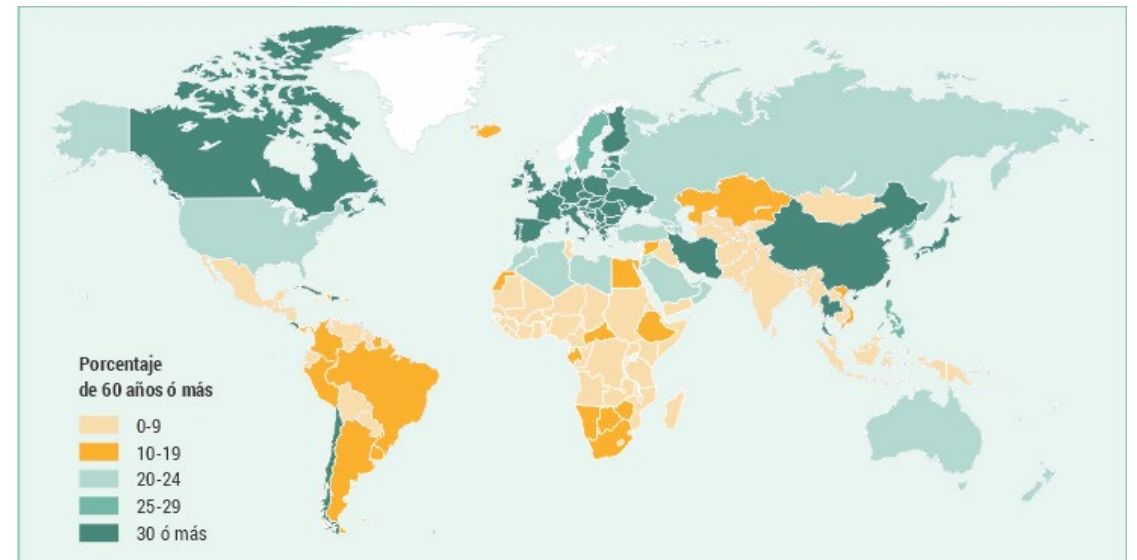 Porcentaje
de 60 años ó más
0-9
10-19
20-24
25-29
30 ó más